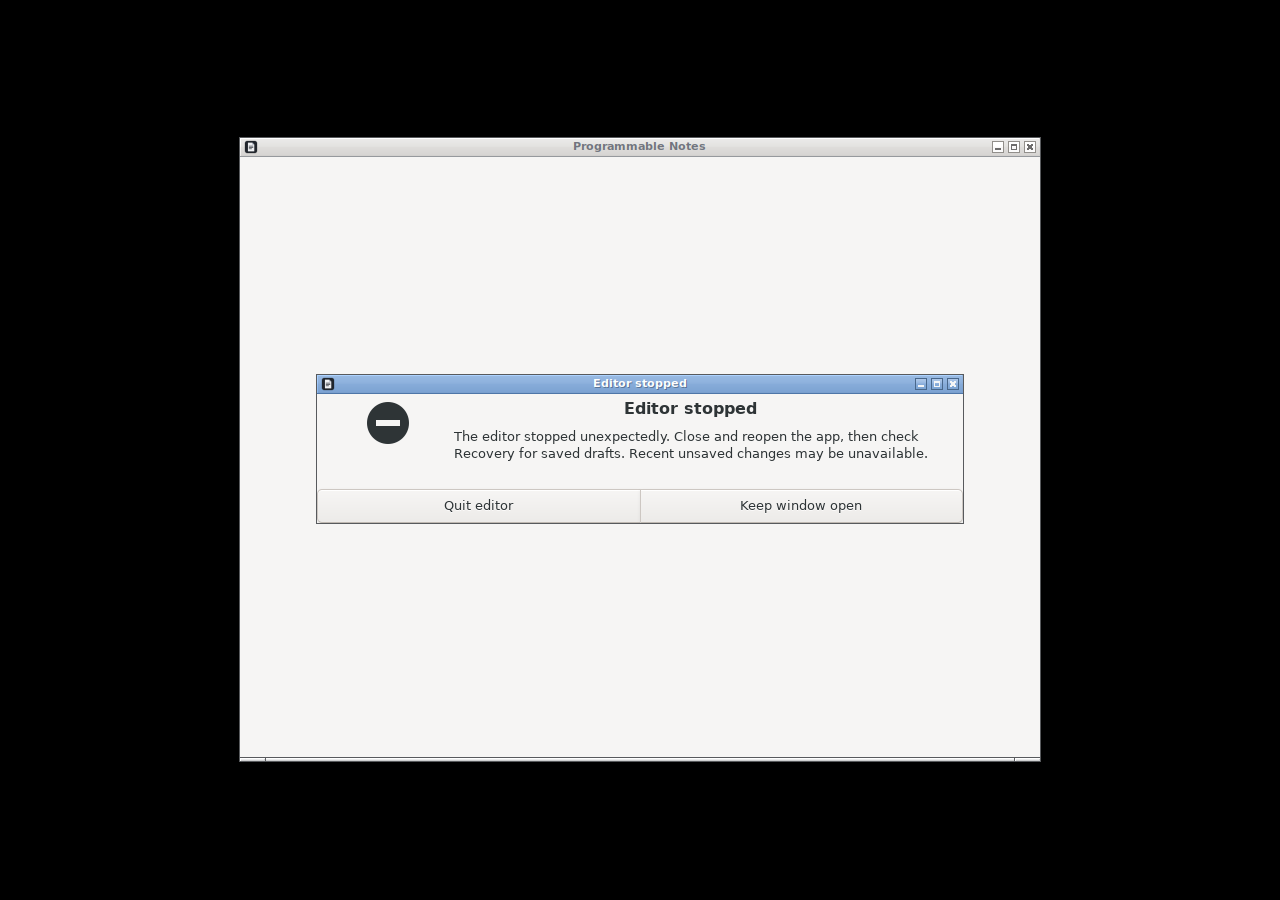 Programmable Notes
Editor stopped
Editor stopped
The editor stopped unexpectedly. Close and reopen the app, then check
Recovery for saved drafts. Recent unsaved changes may be unavailable.
Quit editor
Keep window open